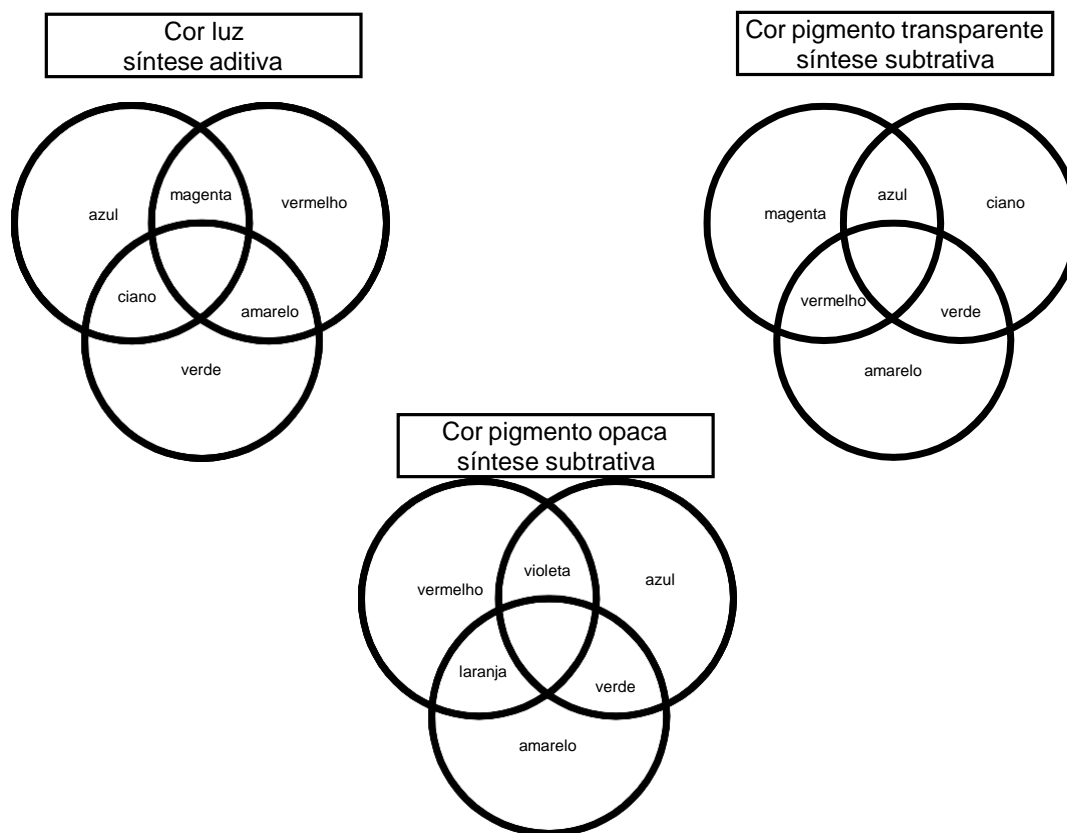 Cor luz
síntese aditiva
azul
magenta
vermelho
ciano
amarelo
verde
Cor pigmento transparente
síntese subtrativa
magenta
azul
ciano
vermelho
verde
amarelo
Cor pigmento opaca
síntese subtrativa
vermelho
violeta
azul
laranja
verde
amarelo